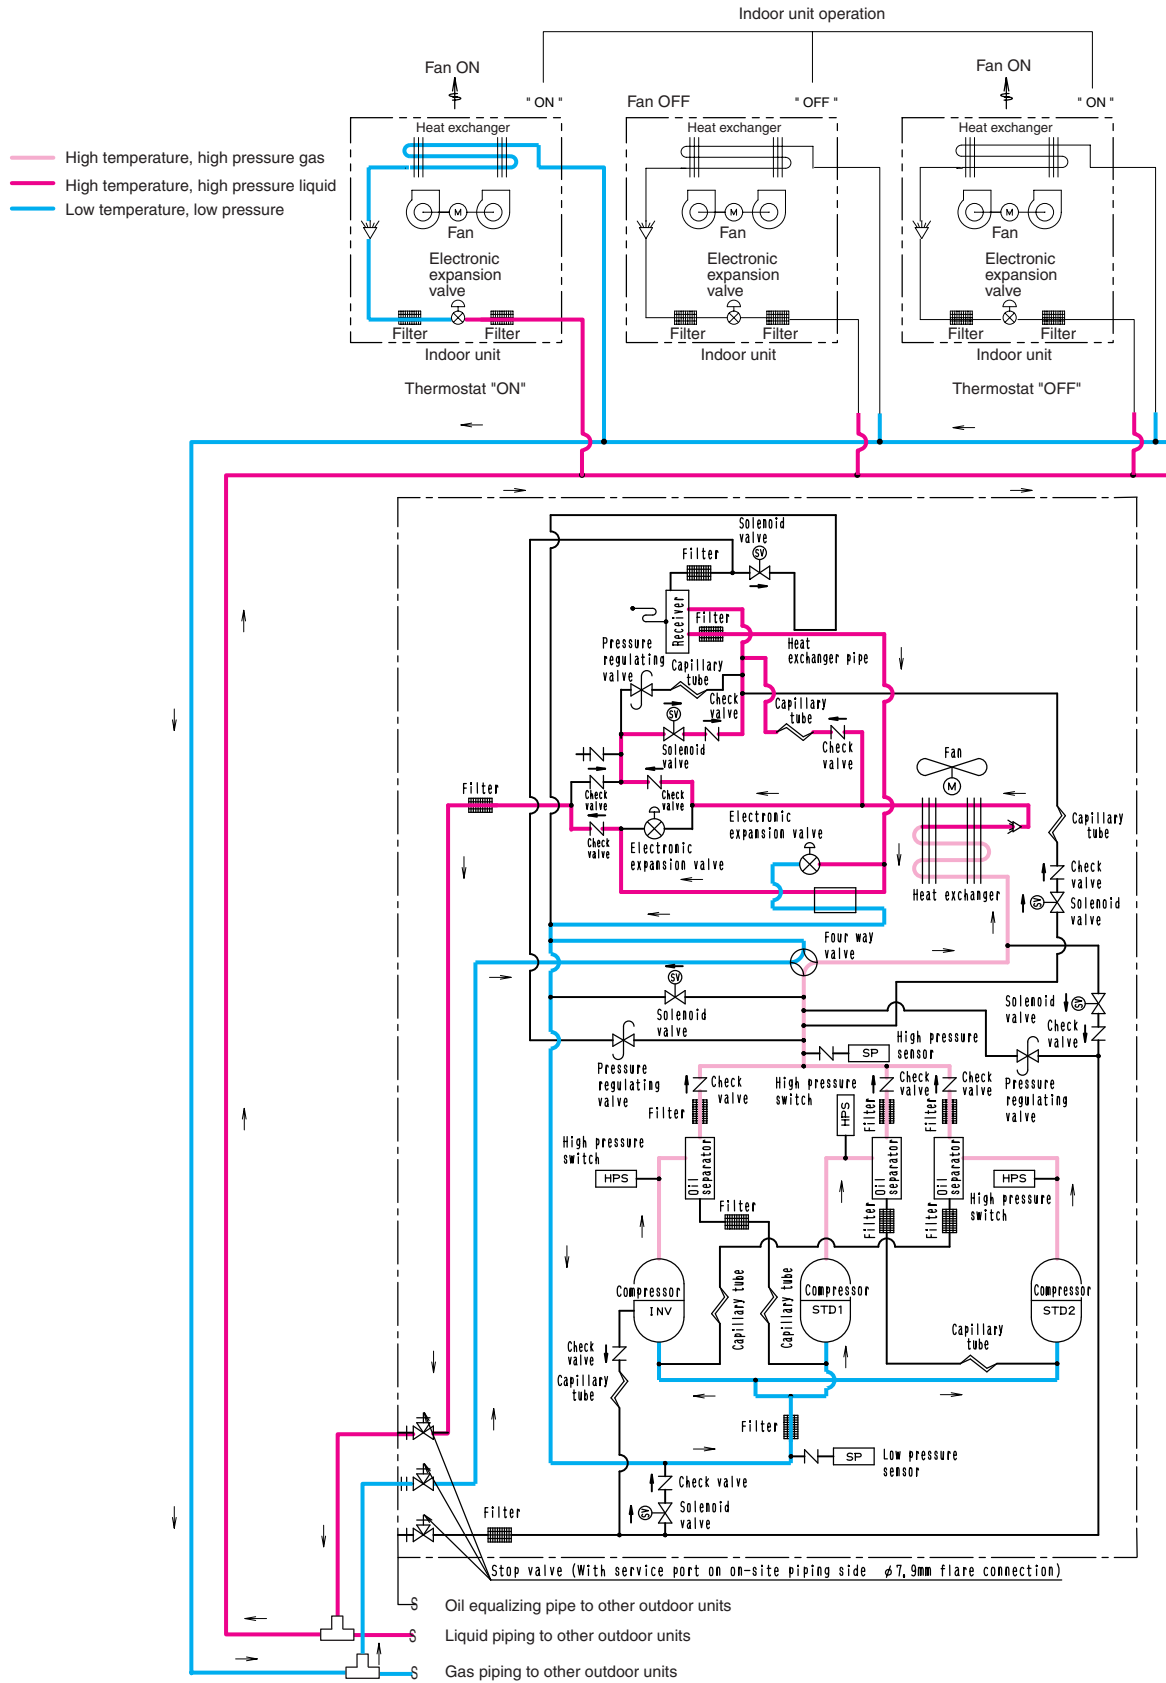 Indoor unit operation
Fan ON
" ON "
Fan OFF
" OFF "
Fan ON
" ON "
High temperature, high pressure gas
High temperature, high pressure liquid
Low temperature, low pressure
Heat exchanger
M
Fan
Electronic
expansion
valve
Filter
Filter
Indoor unit
Thermostat "ON"
Heat exchanger
M
Fan
Electronic
expansion
valve
Filter
Filter
Indoor unit
Heat exchanger
M
Fan
Electronic
expansion
valve
Filter
Filter
Indoor unit
Thermostat "OFF"
Solenoid
valve
SV
Filter
Receiver
Filter
Heat
exchanger pipe
Pressure
regulating
valve
Capillary
tube
Check
valve
SV
Solenoid
valve
Capillary
tube
Check
valve
Fan
M
Filter
Check
valve
Check
valve
Check
valve
Electronic
expansion valve
Electronic
expansion valve
Capillary
tube
Check
valve
SV
Solenoid
valve
Heat exchanger
Four way
valve
SV
Solenoid
valve
Solenoid
valve
SV
Check
valve
Pressure
regulating
valve
SP
High pressure
sensor
Pressure
regulating
valve
Check
valve
High pressure
switch
Check
valve
Check
valve
Filter
HPS
Filter
Filter
High pressure
switch
HPS
Oil
separator
Oil
separator
Oil
separator
HPS
High pressure
switch
Filter
Filter
Filter
Compressor
INV
Capillary tube
Capillary tube
Compressor
STD1
Compressor
STD2
Check
valve
Capillary
tube
Capillary
tube
Filter
SP
Low pressure
sensor
Check valve
SV
Solenoid
valve
Filter
Stop valve (With service port on on-site piping side ø7,9mm flare connection)
Oil equalizing pipe to other outdoor units
Liquid piping to other outdoor units
Gas piping to other outdoor units